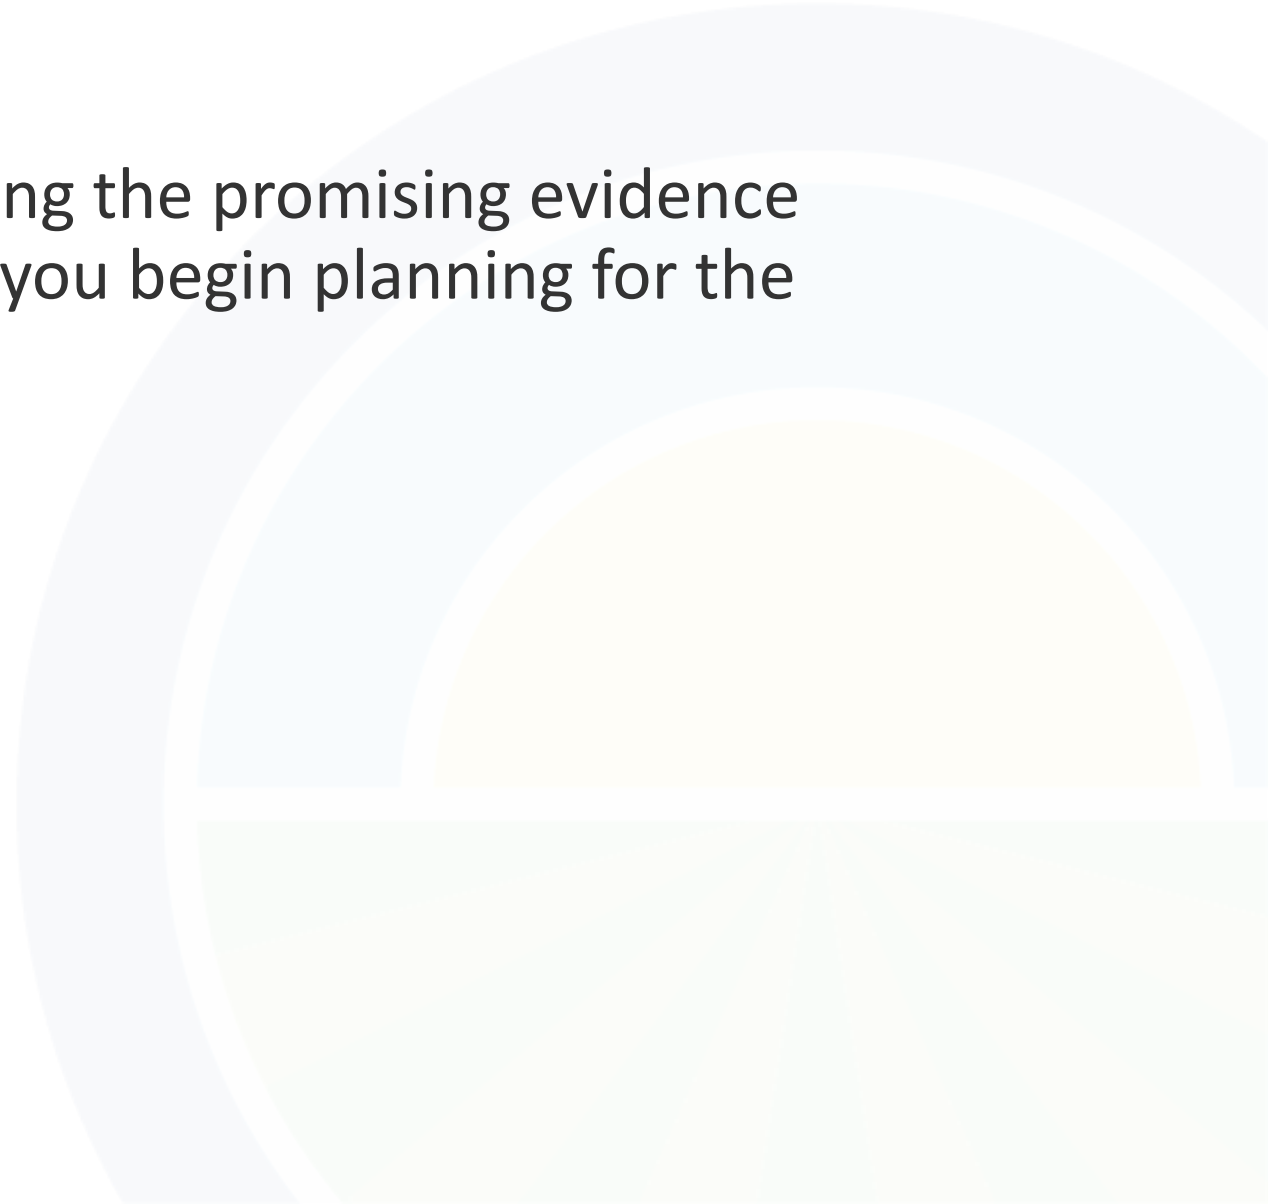 ng the promising evidence
you begin planning for the